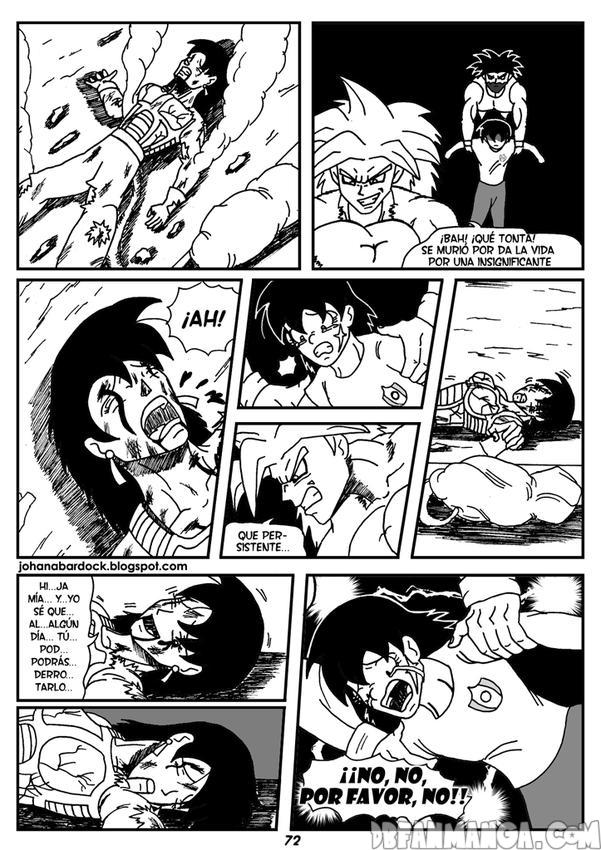 ¡BAH! ¡QUÉ TONTA!
SE MURIÓ POR DA LA VIDA
POR UNA INSIGNIFICANTE
¡AH!
QUE PER-
SISTENTE...
johanabardock.blogspot.com
HI...JA
MÍA... Y...YO
SÉ QUE...
AL...ALGÚN
DÍA... TÚ...
POD...
PODRÁS...
DERRO...
TARLO...
¡¡NO, NO,
POR FAVOR, NO!!
72
DBFANMANGA.COM